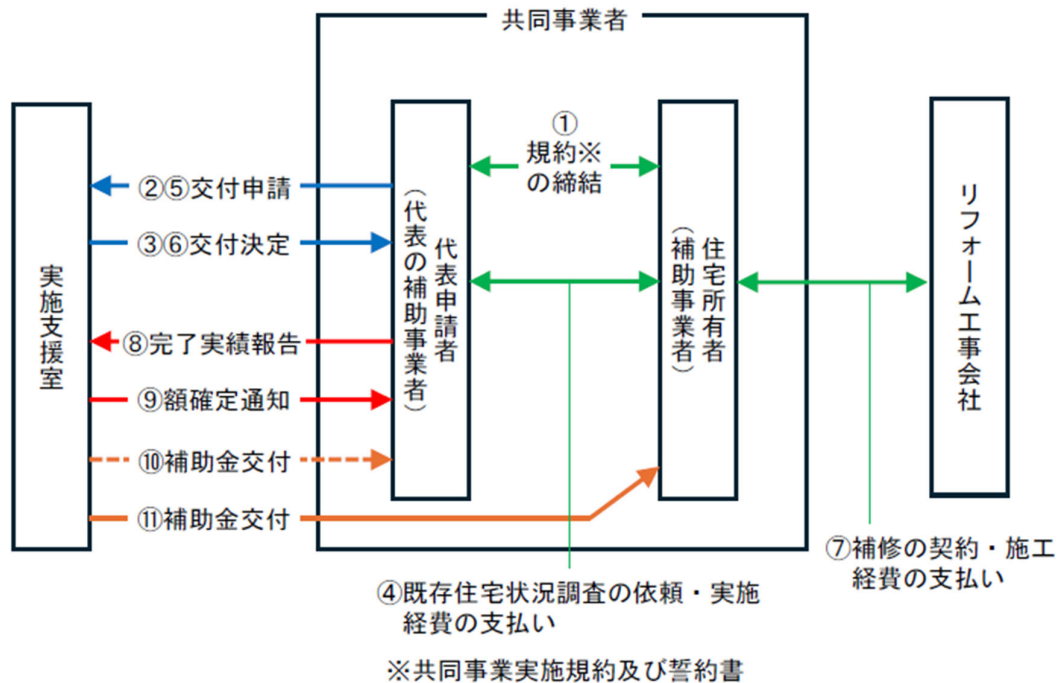 共同事業者
実施支援室
②⑤交付申請
③⑥交付決定
⑧完了実績報告
⑨額確定通知
⑩補助金交付
⑪補助金交付
代表申請者
（代表の補助事業者）
①
規約※
の締結
住宅所有者
（補助事業者）
リフォーム工事会社
④既存住宅状況調査の依頼・実施
経費の支払い
⑦補修の契約・施工
経費の支払い
※共同事業実施規約及び誓約書